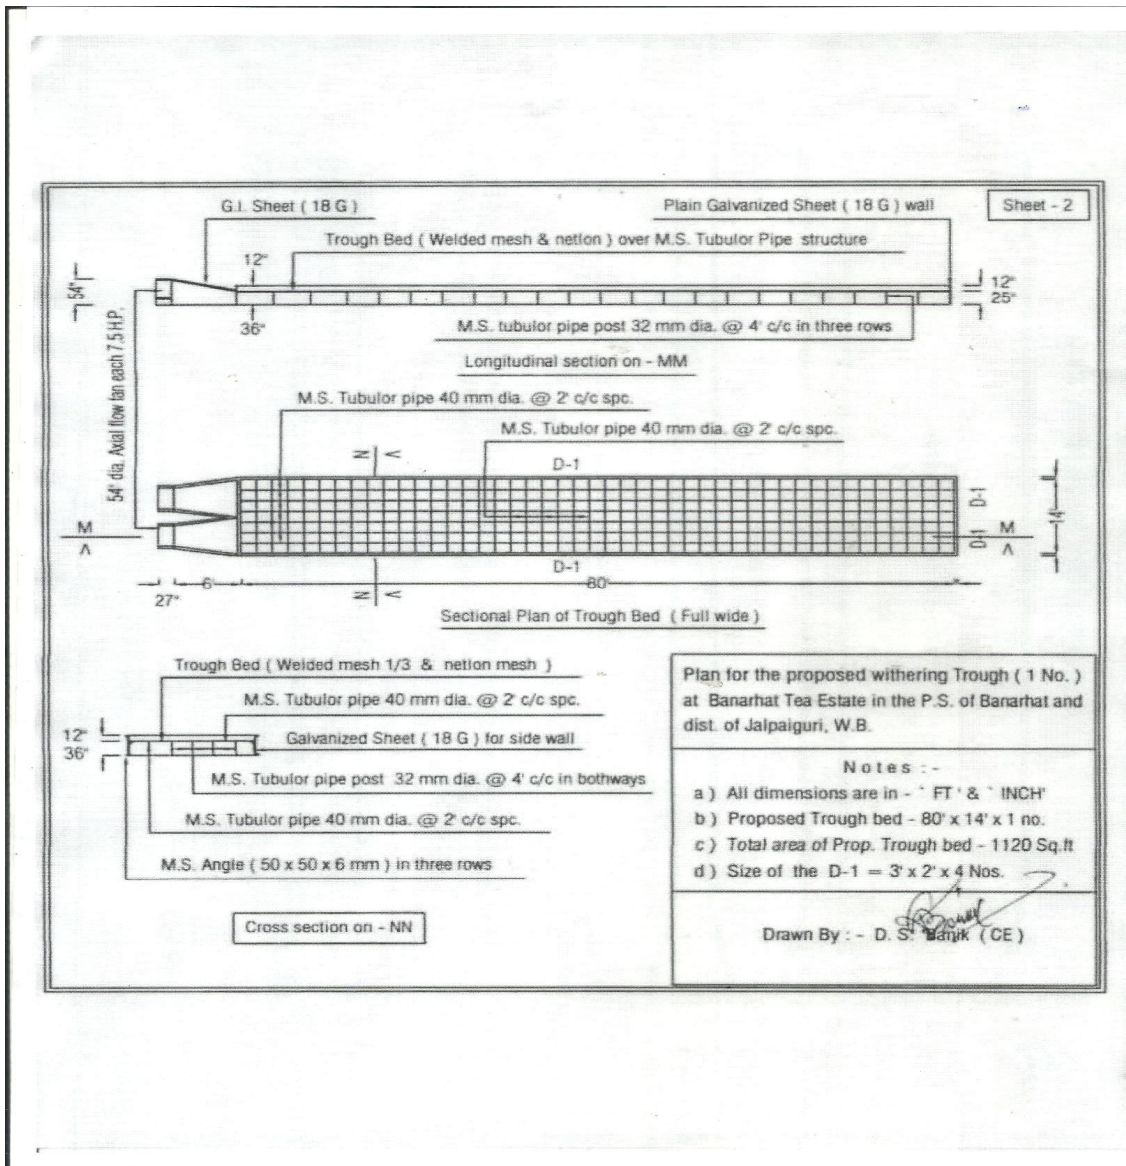 G.I. Sheet ( 18 G )
Plain Galvanized Sheet ( 18 G ) wall
Sheet - 2
Trough Bed ( Welded mesh & netlon ) over M.S. Tubulor Pipe structure
12"
54"
12"
25"
36"
M.S. tubulor pipe post 32 mm dia. @ 4' c/c in three rows
Longitudinal section on - MM
54" dia. Axial flow fan each 7.5 H.P.
M.S. Tubulor pipe 40 mm dia. @ 2' c/c spc.
M.S. Tubulor pipe 40 mm dia. @ 2' c/c spc.
N
D-1
D-1
14'
M
M
D-1
D-1
6'
80'
27"
N
Sectional Plan of Trough Bed ( Full wide )
Trough Bed ( Welded mesh 1/3 & netlon mesh )
M.S. Tubulor pipe 40 mm dia. @ 2' c/c spc.
12"
Galvanized Sheet ( 18 G ) for side wall
36"
M.S. Tubulor pipe post 32 mm dia. @ 4' c/c in bothways
M.S. Tubulor pipe 40 mm dia. @ 2' c/c spc.
M.S. Angle ( 50 x 50 x 6 mm ) in three rows
Cross section on - NN
Plan for the proposed withering Trough ( 1 No. )
at Banarhat Tea Estate in the P.S. of Banarhat and
dist. of Jalpaiguri, W.B.
Notes :-
a ) All dimensions are in - ` FT ' & ` INCH'
b ) Proposed Trough bed - 80' x 14' x 1 no.
c ) Total area of Prop. Trough bed - 1120 Sq.ft
d ) Size of the D-1 = 3' x 2' x 4 Nos.
Drawn By : - D. S. Banik ( CE )